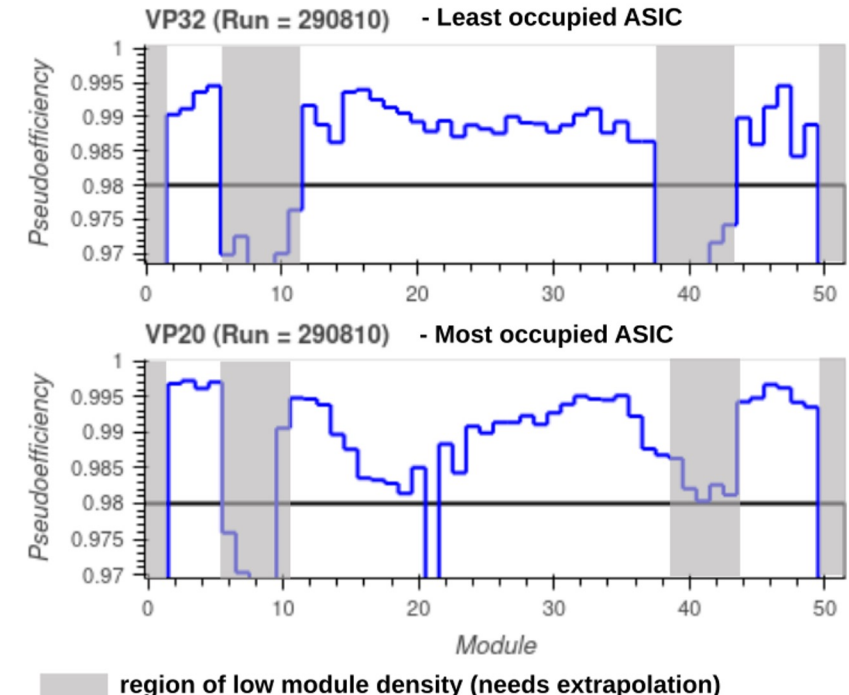 VP32 (Run = 290810) - Least occupied ASIC
Pseudoefficiency
1
0.995
0.99
0.985
0.98
0.975
0.97
0 10 20 30 40 50
VP20 (Run = 290810) - Most occupied ASIC
Pseudoefficiency
1
0.995
0.99
0.985
0.98
0.975
0.97
0 10 20 30 40 50
Module
region of low module density (needs extrapolation)